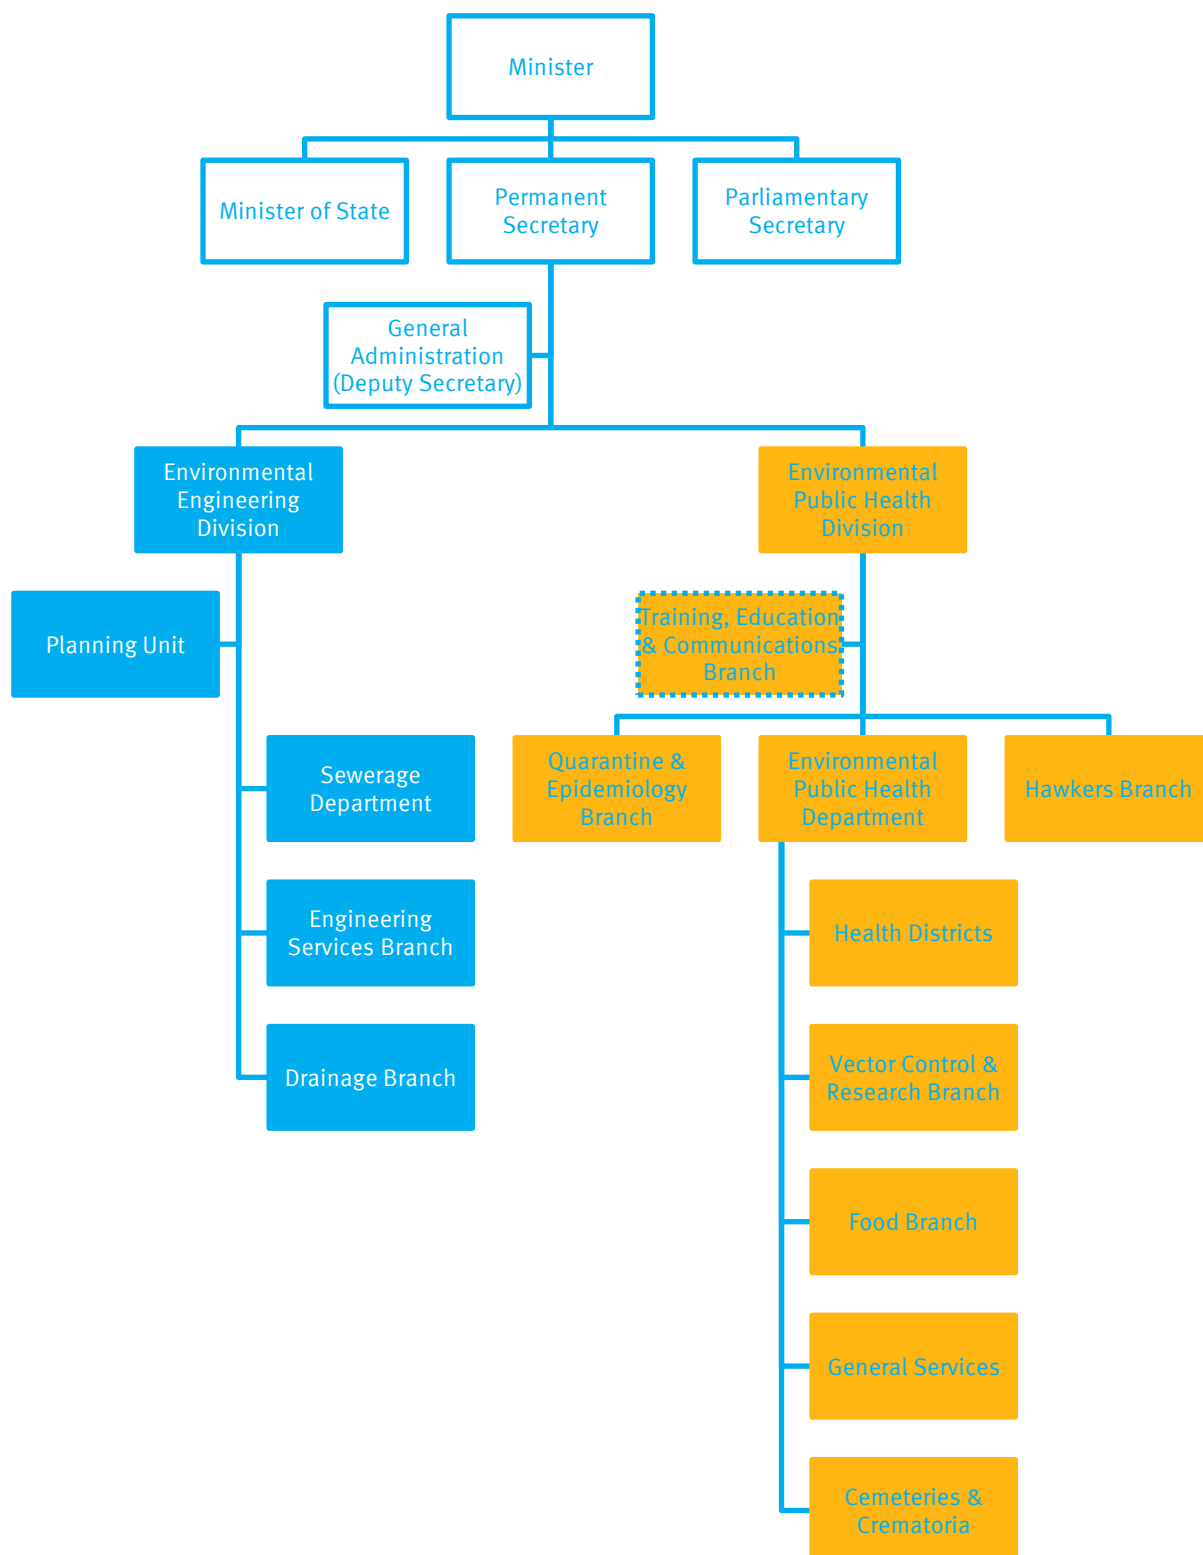 Minister
Minister of State
Permanent
Secretary
Parliamentary
Secretary
General
Administration
(Deputy Secretary)
Environmental
Engineering
Division
Environmental
Public Health
Division
Planning Unit
Training, Education
& Communications
Branch
Sewerage
Department
Quarantine &
Epidemiology
Branch
Environmental
Public Health
Department
Hawkers Branch
Engineering
Services Branch
Health Districts
Drainage Branch
Vector Control &
Research Branch
Food Branch
General Services
Cemeteries &
Crematoria